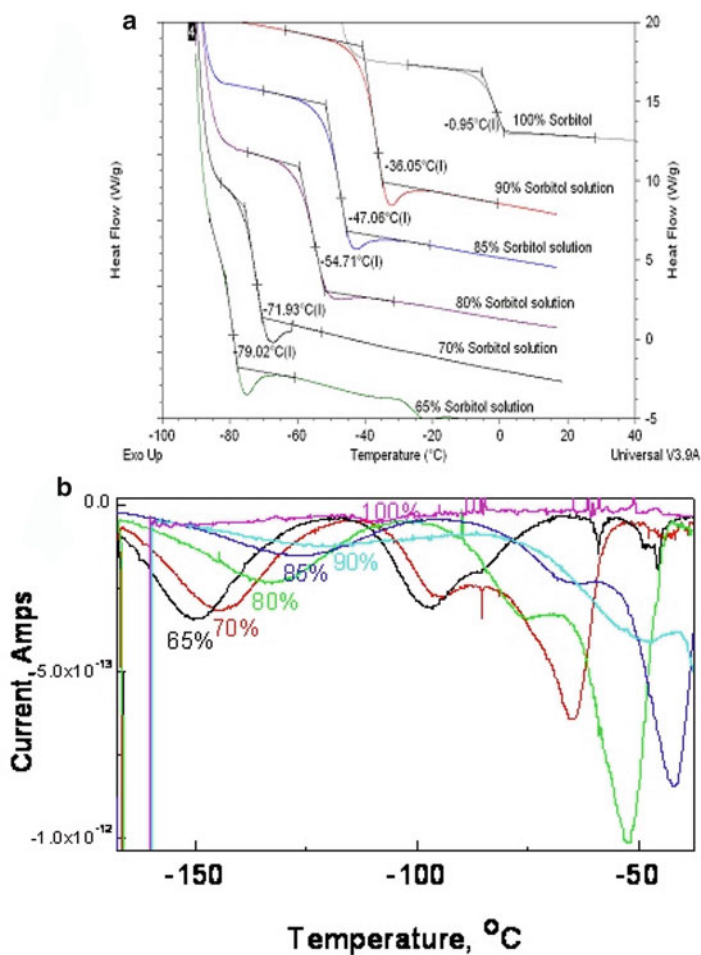 a
4
20
15
10
5
0
-5
Heat Flow (W/g)
Heat Flow (W/g)
-0.95°C(I)
100% Sorbitol
-36.05°C(I)
90% Sorbitol solution
-47.06°C(I)
85% Sorbitol solution
-54.71°C(I)
80% Sorbitol solution
-71.93°C(I)
70% Sorbitol solution
-79.02°C(I)
65% Sorbitol solution
-100 -80 -60 -40 -20 0 20 40
Exo Up Temperature (°C) Universal V3.9A
b
0.0
100%
90%
85%
80%
70%
65%
-5.0x10⁻¹³
-1.0x10⁻¹²
Current, Amps
-150 -100 -50
Temperature, °C